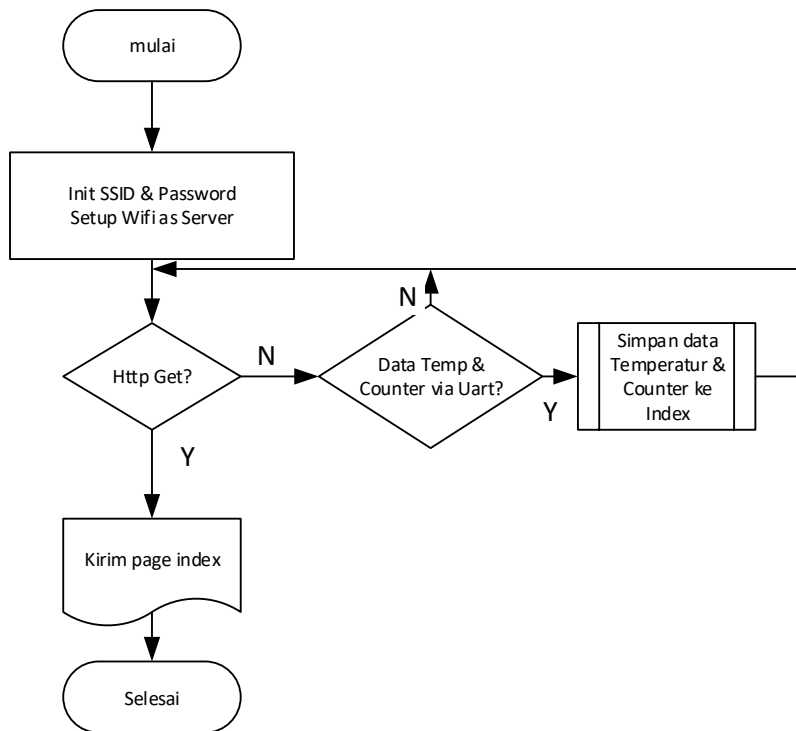 mulai
Init SSID & Password
Setup Wifi as Server
Http Get?
N
Data Temp &
Counter via Uart?
N
Y
Simpan data
Temperatur &
Counter ke
Index
Y
Kirim page index
Selesai